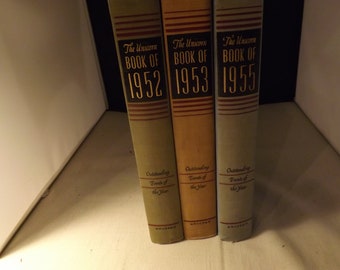 The Unicorn
BOOK OF
1952
Outstanding
Events of
the Year
The Unicorn
BOOK OF
1953
Outstanding
Events of
the Year
The Unicorn
BOOK OF
1955
Outstanding
Events of
the Year